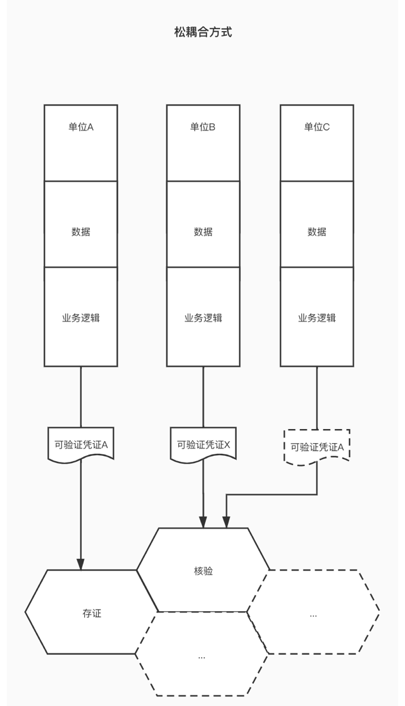 松耦合方式
单位A
单位B
单位C
数据
数据
数据
业务逻辑
业务逻辑
业务逻辑
可验证凭证A
可验证凭证X
可验证凭证A
核验
存证
...
...